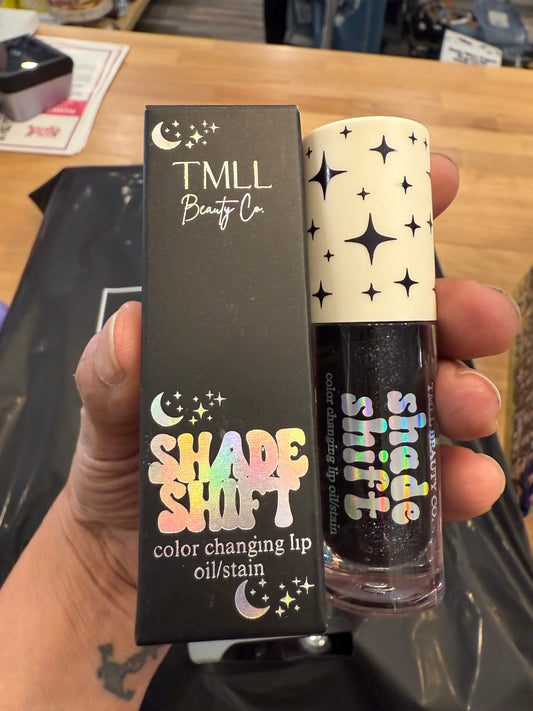 TMLL
Beauty Co.
SHADE
SHIFT
color changing lip
oil/stain
TMLL BEAUTY CO
shade
shift
color changing lip oil/stain